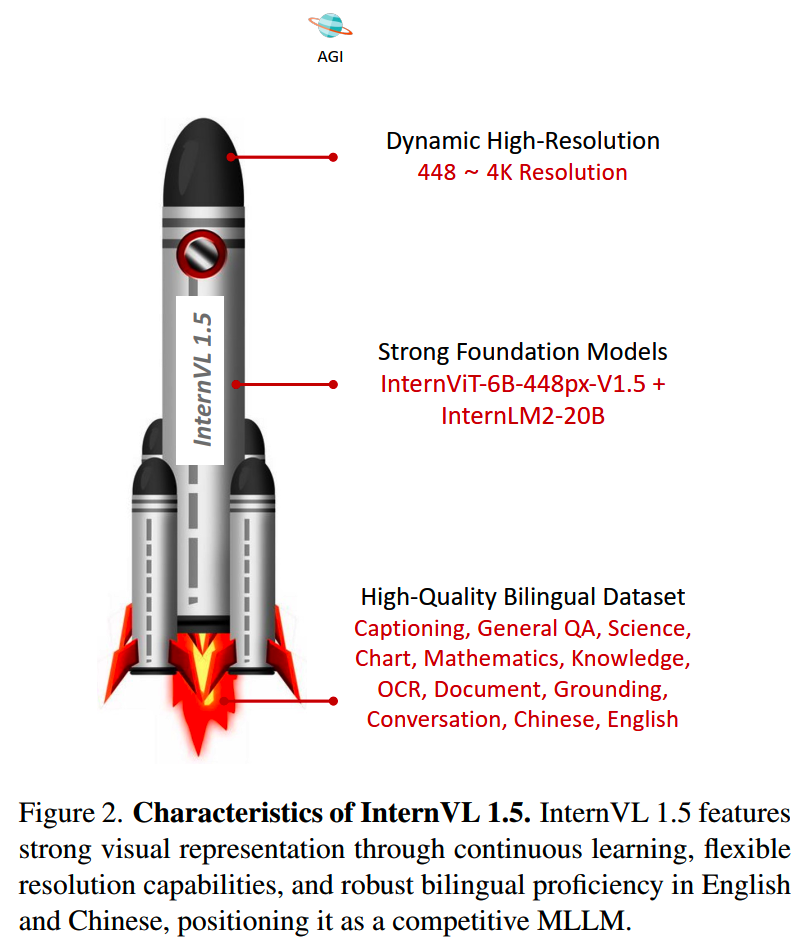 AGI
Dynamic High-Resolution
448 ~ 4K Resolution
InternVL 1.5
Strong Foundation Models
InternViT-6B-448px-V1.5 +
InternLM2-20B
High-Quality Bilingual Dataset
Captioning, General QA, Science,
Chart, Mathematics, Knowledge,
OCR, Document, Grounding,
Conversation, Chinese, English
Figure 2. Characteristics of InternVL 1.5. InternVL 1.5 features
strong visual representation through continuous learning, flexible
resolution capabilities, and robust bilingual proficiency in English
and Chinese, positioning it as a competitive MLLM.